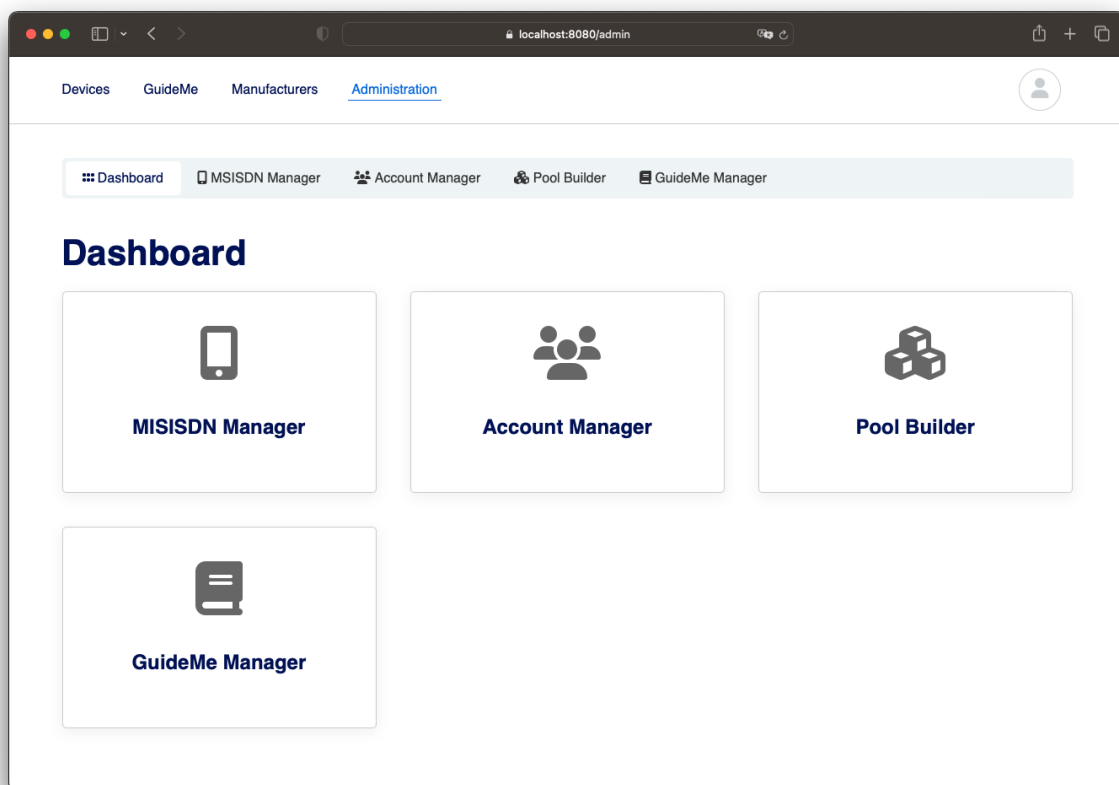 localhost:8080/admin
Devices GuideMe Manufacturers Administration
Dashboard MSISDN Manager Account Manager Pool Builder GuideMe Manager
Dashboard
MISISDN Manager Account Manager Pool Builder
GuideMe Manager